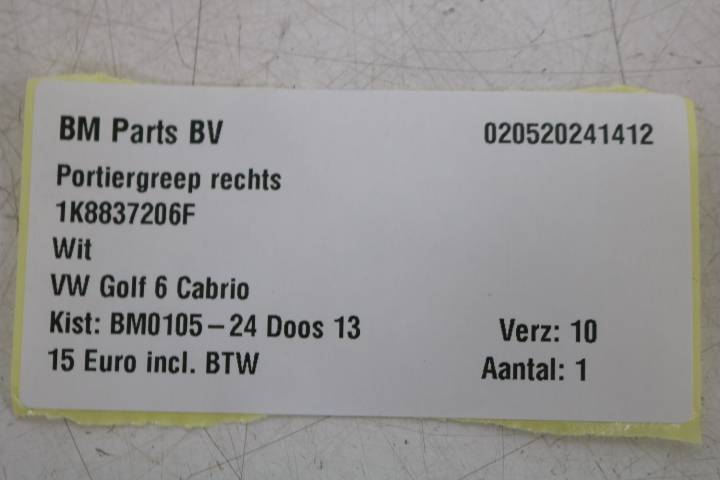 BM Parts BV 020520241412
Portiergreep rechts
1K8837206F
Wit
VW Golf 6 Cabrio
Kist: BM0105-24 Doos 13 Verz: 10
15 Euro incl. BTW Aantal: 1